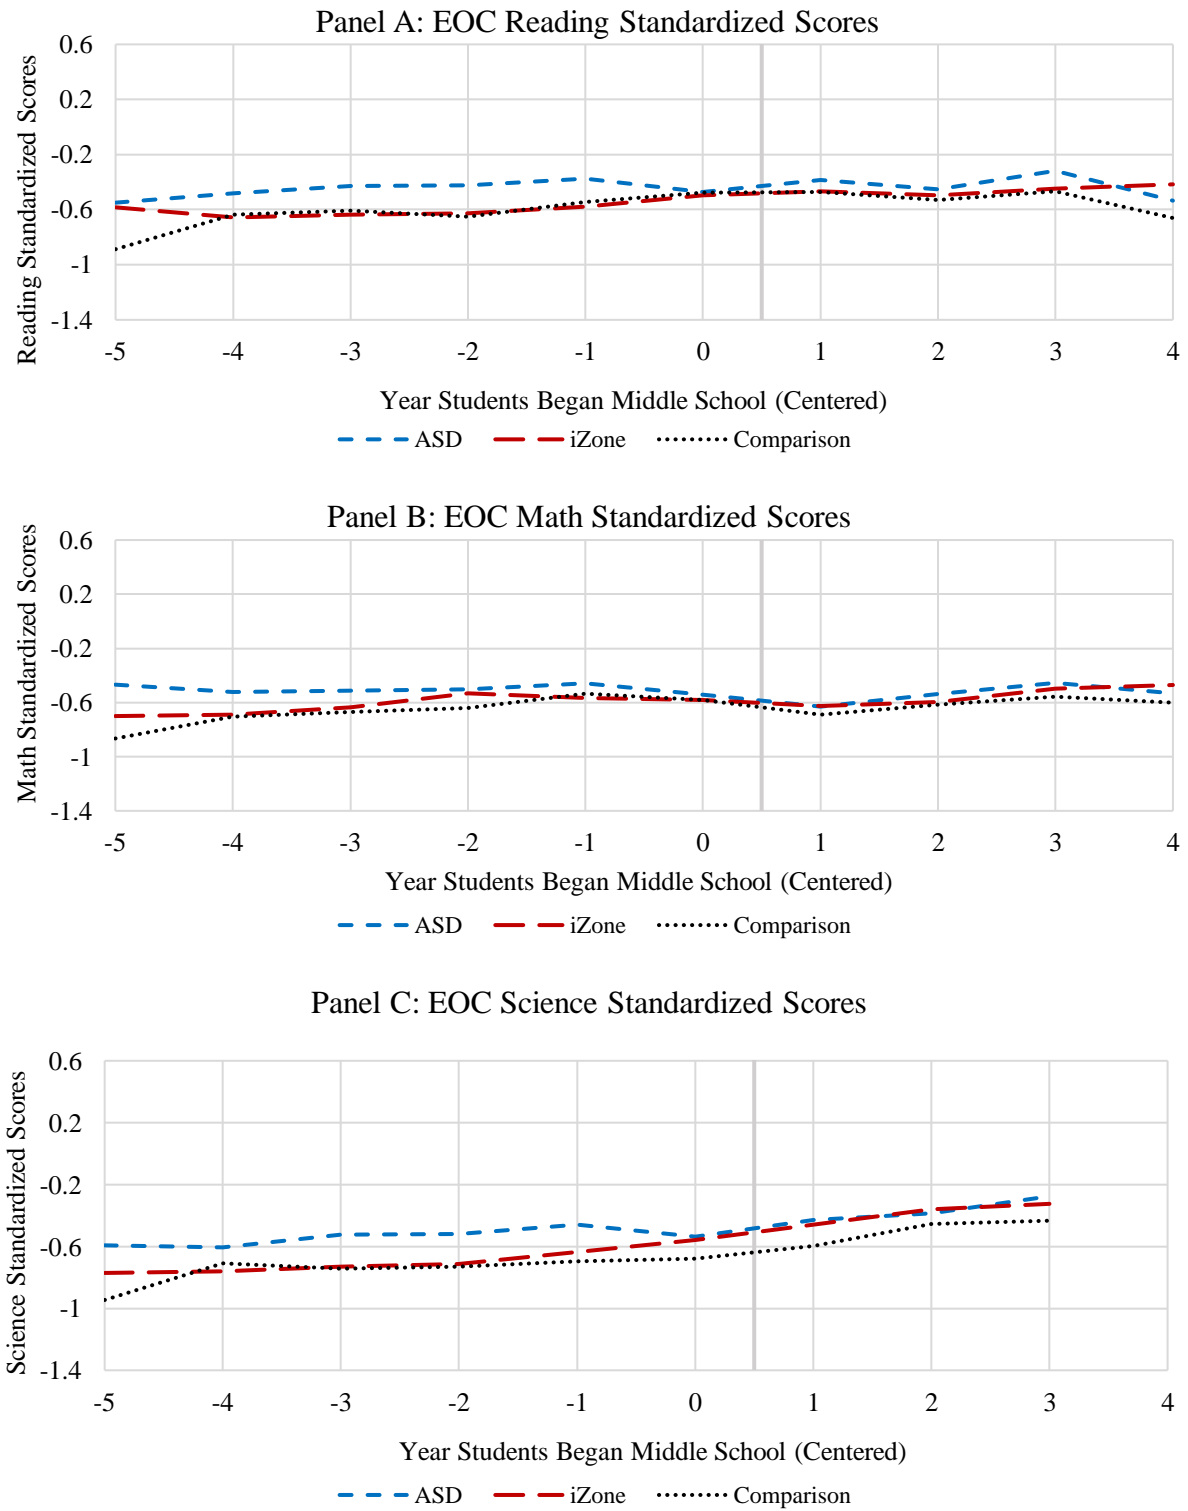 Panel A: EOC Reading Standardized Scores
Reading Standardized Scores
0.6
0.2
-0.2
-0.6
-1
-1.4
-5 -4 -3 -2 -1 0 1 2 3 4
Year Students Began Middle School (Centered)
ASD iZone Comparison
Panel B: EOC Math Standardized Scores
Math Standardized Scores
0.6
0.2
-0.2
-0.6
-1
-1.4
-5 -4 -3 -2 -1 0 1 2 3 4
Year Students Began Middle School (Centered)
ASD iZone Comparison
Panel C: EOC Science Standardized Scores
Science Standardized Scores
0.6
0.2
-0.2
-0.6
-1
-1.4
-5 -4 -3 -2 -1 0 1 2 3 4
Year Students Began Middle School (Centered)
ASD iZone Comparison